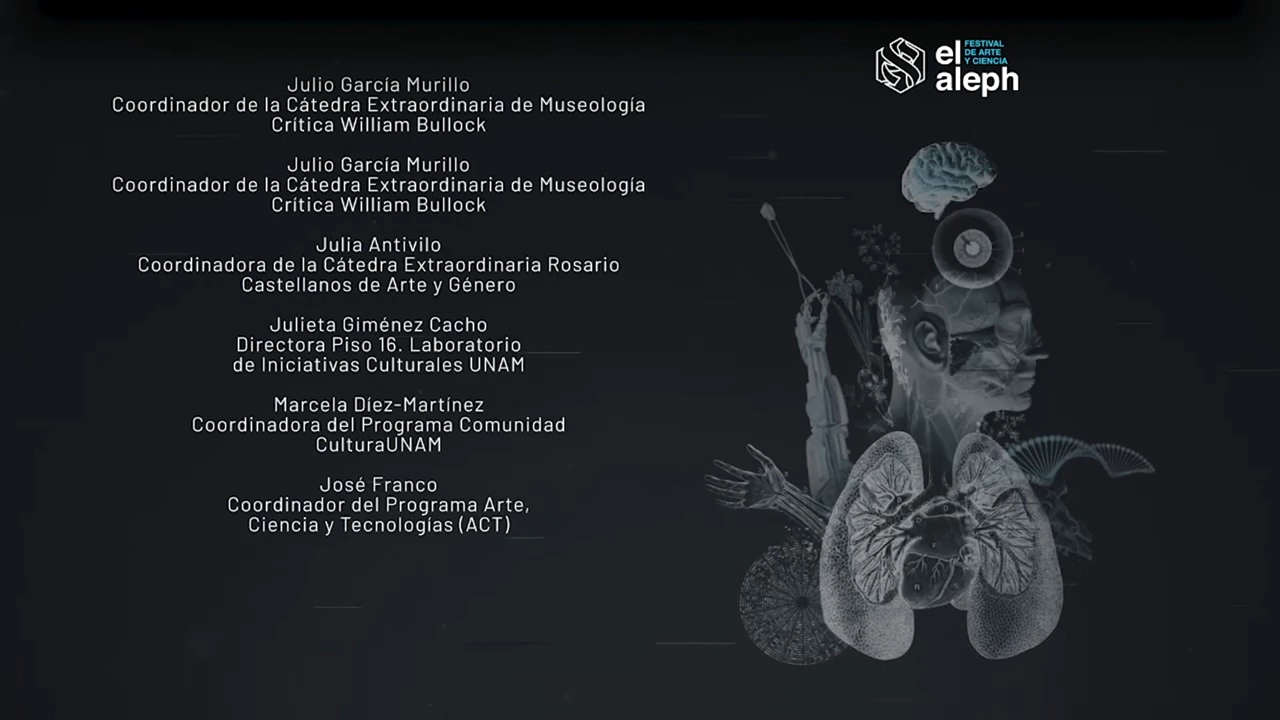 Julio García Murillo
Coordinador de la Cátedra Extraordinaria de Museología
Crítica William Bullock
Julio García Murillo
Coordinador de la Cátedra Extraordinaria de Museología
Crítica William Bullock
Julia Antivilo
Coordinadora de la Cátedra Extraordinaria Rosario
Castellanos de Arte y Género
Julieta Giménez Cacho
Directora Piso 16. Laboratorio
de Iniciativas Culturales UNAM
Marcela Díez-Martínez
Coordinadora del Programa Comunidad
CulturaUNAM
José Franco
Coordinador del Programa Arte,
Ciencia y Tecnologías (ACT)
el
aleph
FESTIVAL
DE ARTE
Y CIENCIA